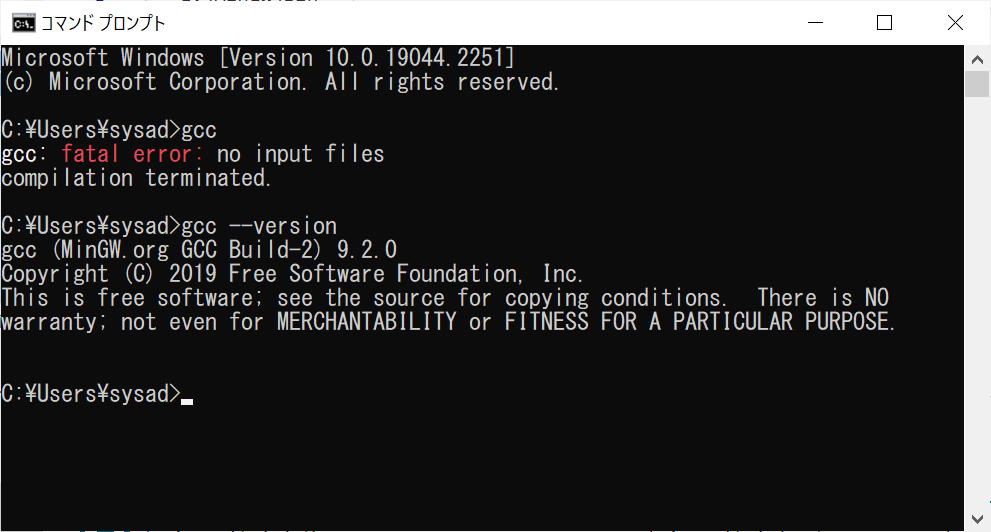 コマンド プロンプト
Microsoft Windows [Version 10.0.19044.2251]
(c) Microsoft Corporation. All rights reserved.
C:¥Users¥sysad>gcc
gcc: fatal error: no input files
compilation terminated.
C:¥Users¥sysad>gcc --version
gcc (MinGW.org GCC Build-2) 9.2.0
Copyright (C) 2019 Free Software Foundation, Inc.
This is free software; see the source for copying conditions.  There is NO
warranty; not even for MERCHANTABILITY or FITNESS FOR A PARTICULAR PURPOSE.
C:¥Users¥sysad>